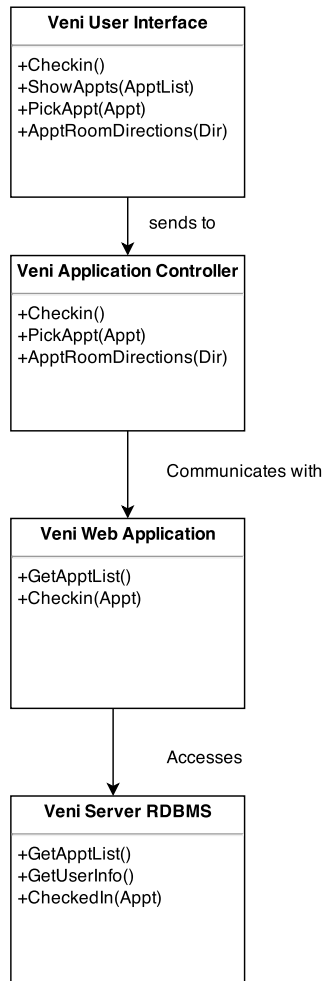 Veni User Interface
+Checkin()
+ShowAppts(ApptList)
+PickAppt(Appt)
+ApptRoomDirections(Dir)
sends to
Veni Application Controller
+Checkin()
+PickAppt(Appt)
+ApptRoomDirections(Dir)
Communicates with
Veni Web Application
+GetApptList()
+Checkin(Appt)
Accesses
Veni Server RDBMS
+GetApptList()
+GetUserInfo()
+CheckedIn(Appt)